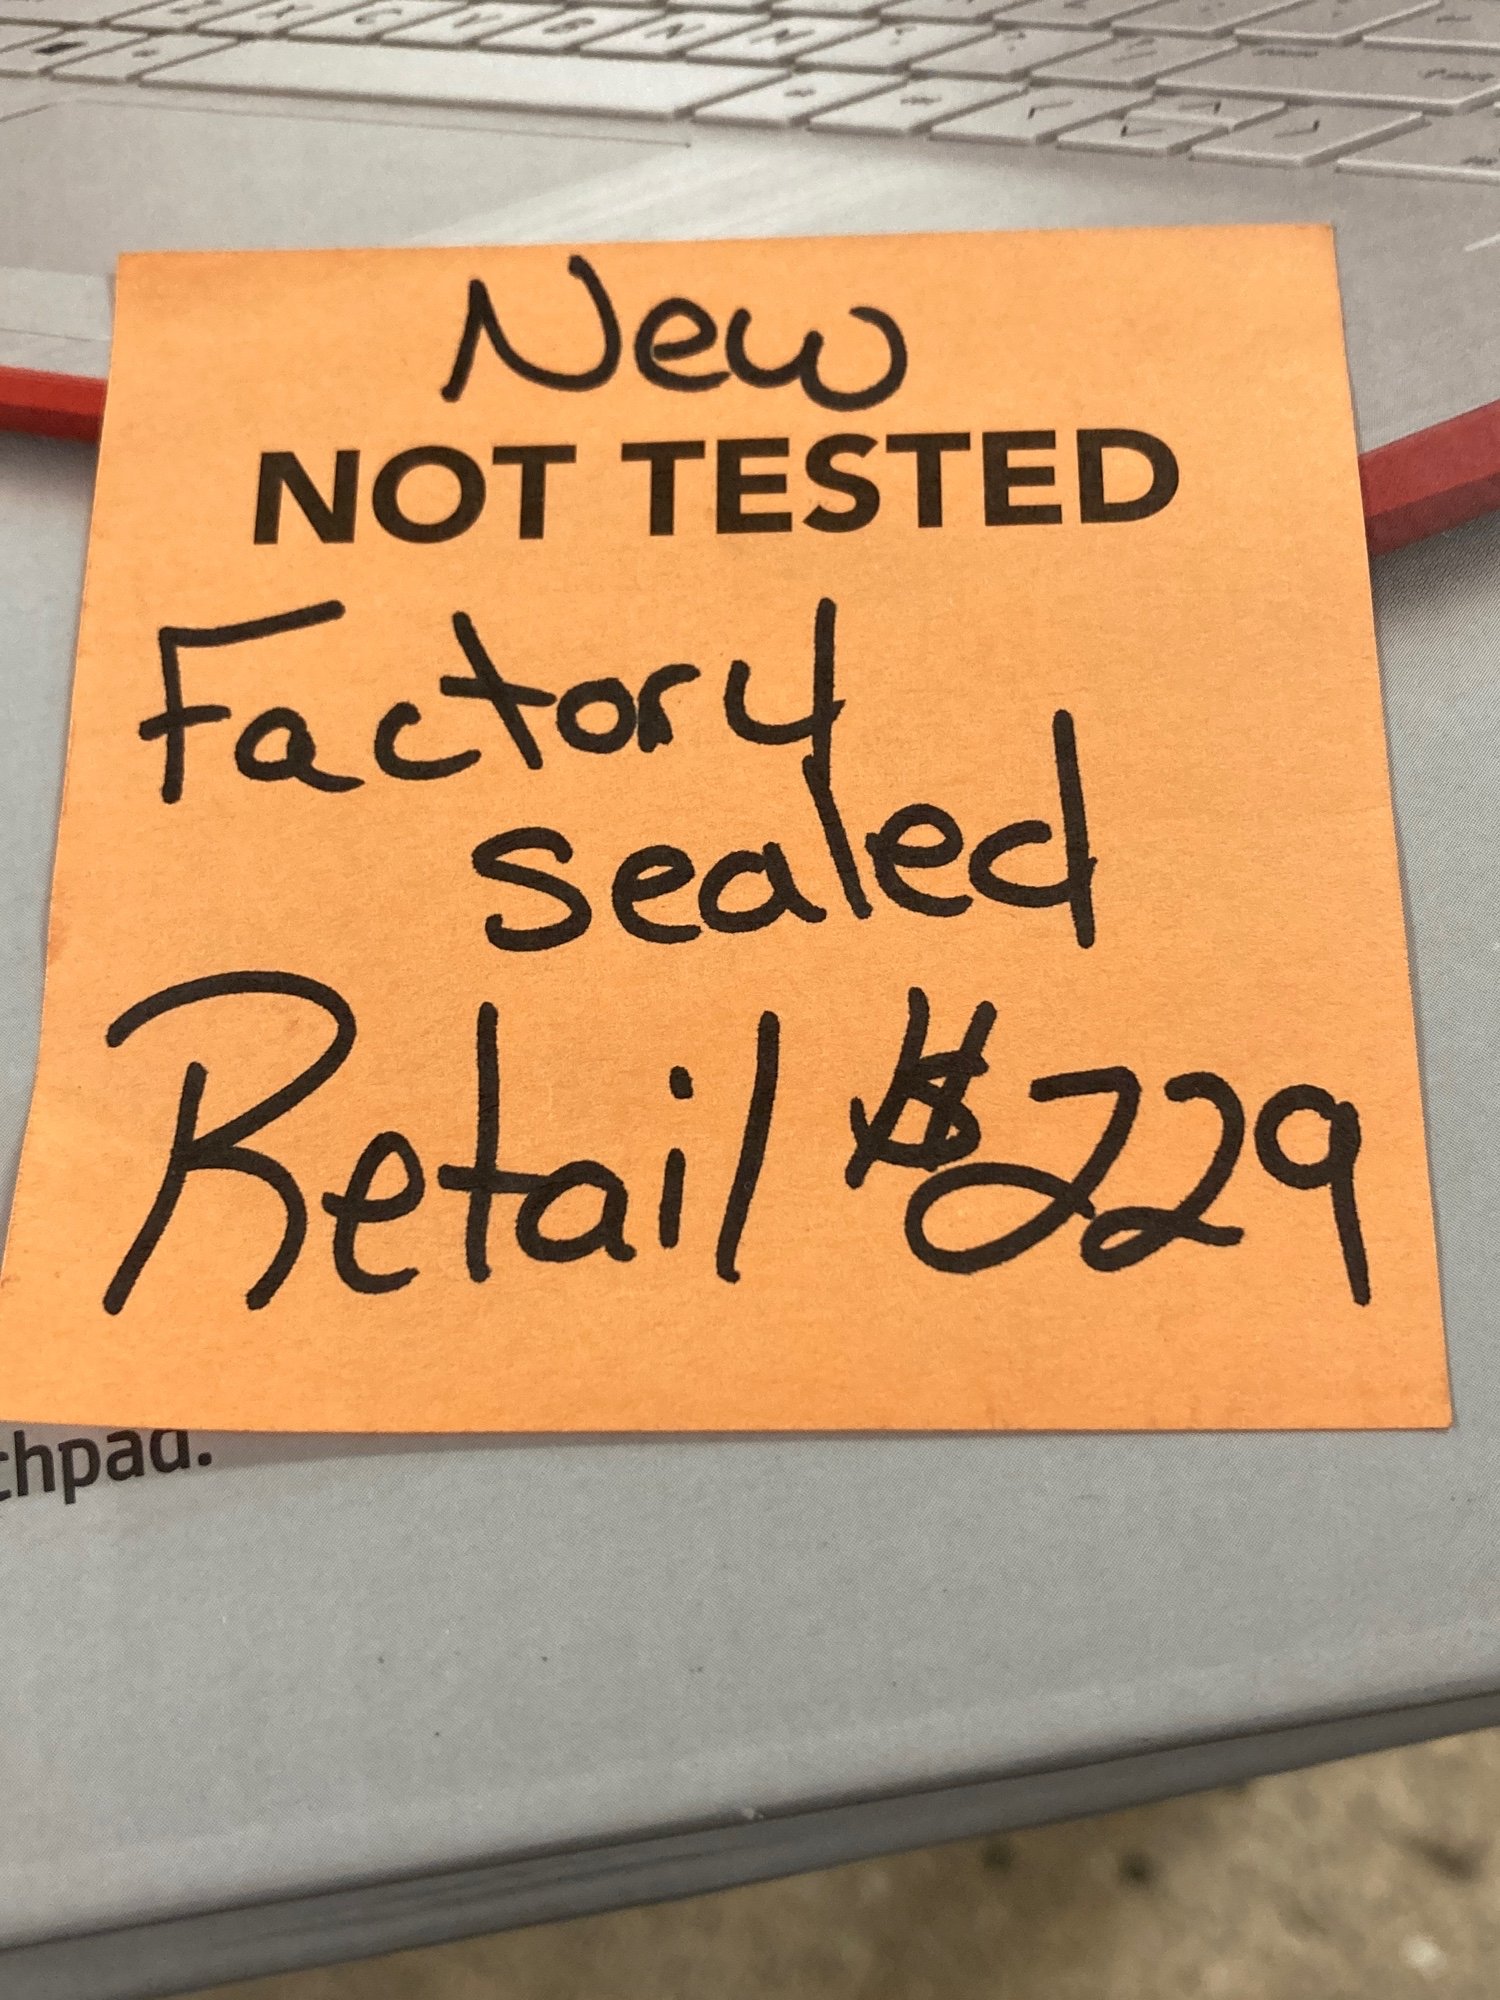 New
NOT TESTED
Factory
sealed
Retail $229
chpad.